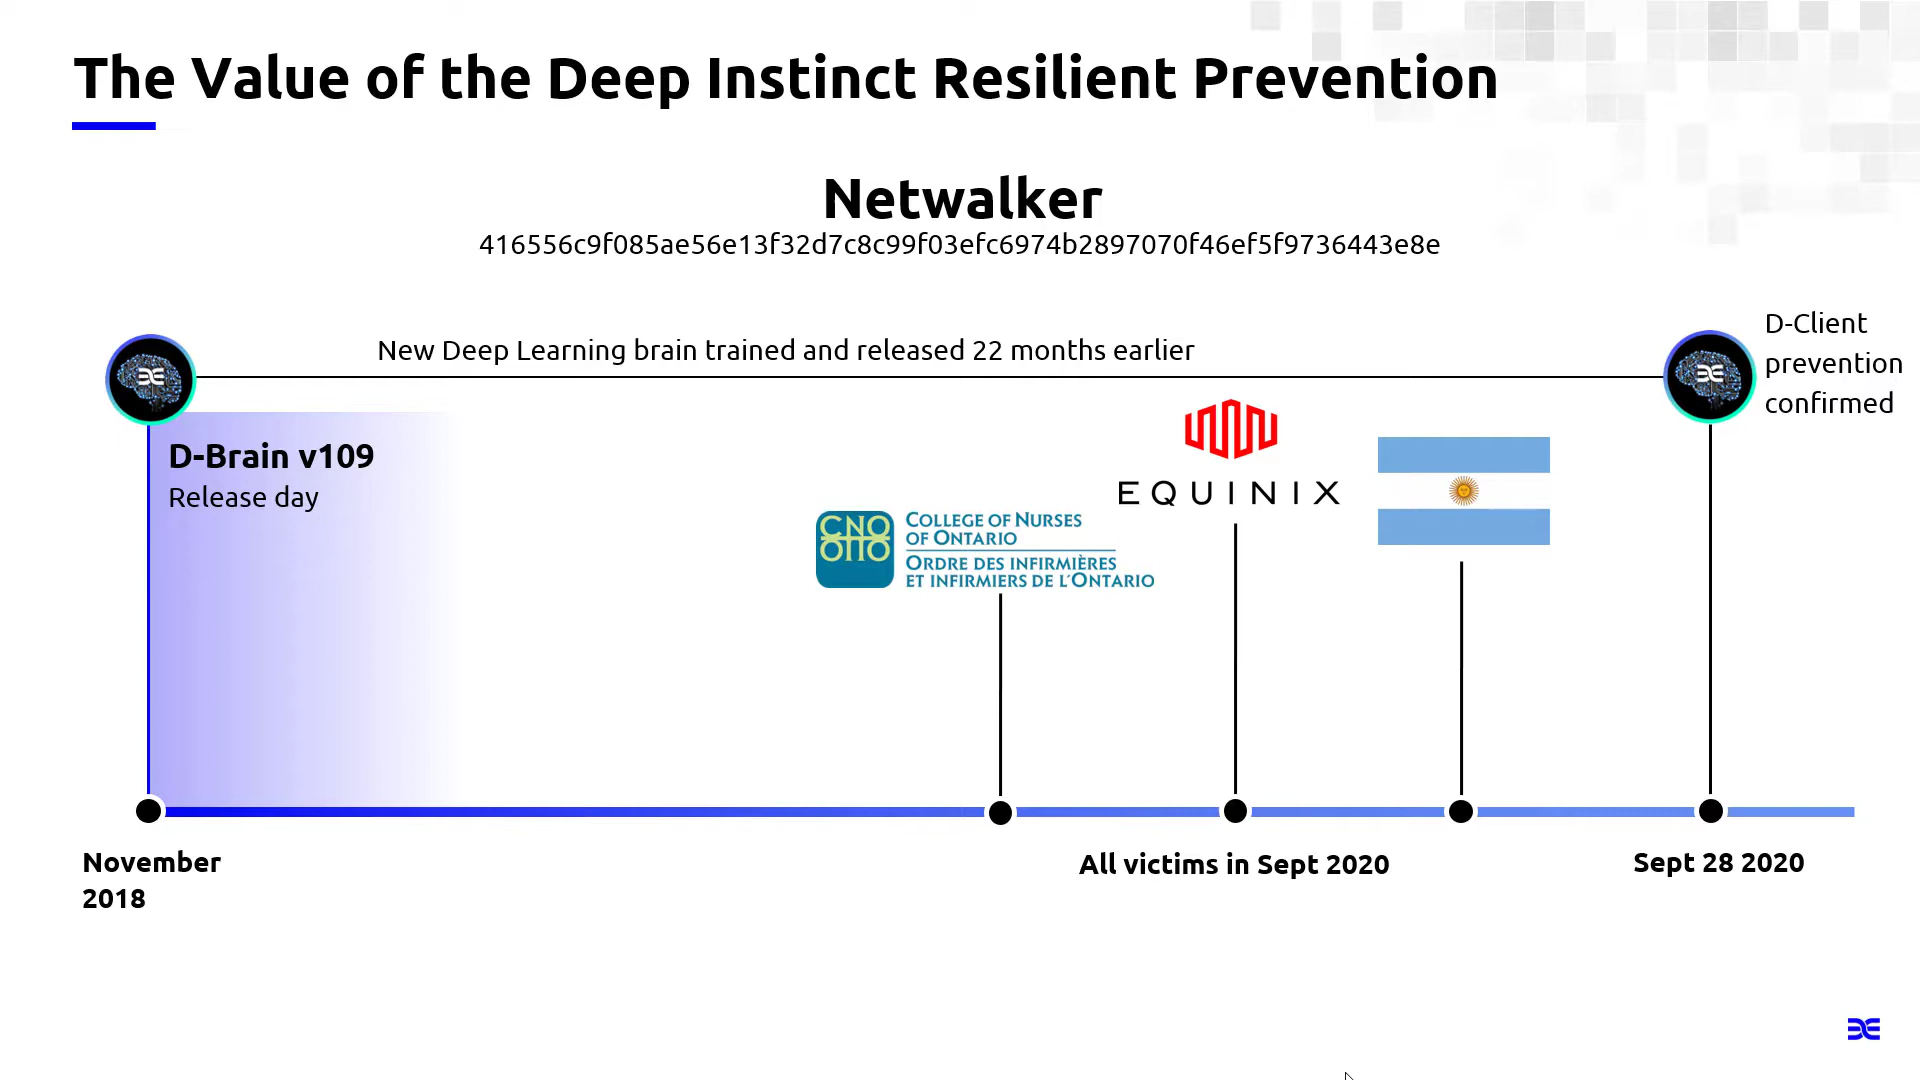 The Value of the Deep Instinct Resilient Prevention
Netwalker
416556c9f085ae56e13f32d7c8c99f03efc6974b2897070f46ef5f9736443e8e
New Deep Learning brain trained and released 22 months earlier
D-Client
prevention
confirmed
D-Brain v109
Release day
EQUINIX
CNO
OIIO
COLLEGE OF NURSES
OF ONTARIO
ORDRE DES INFIRMIÈRES
ET INFIRMIERS DE L'ONTARIO
November
2018
All victims in Sept 2020
Sept 28 2020